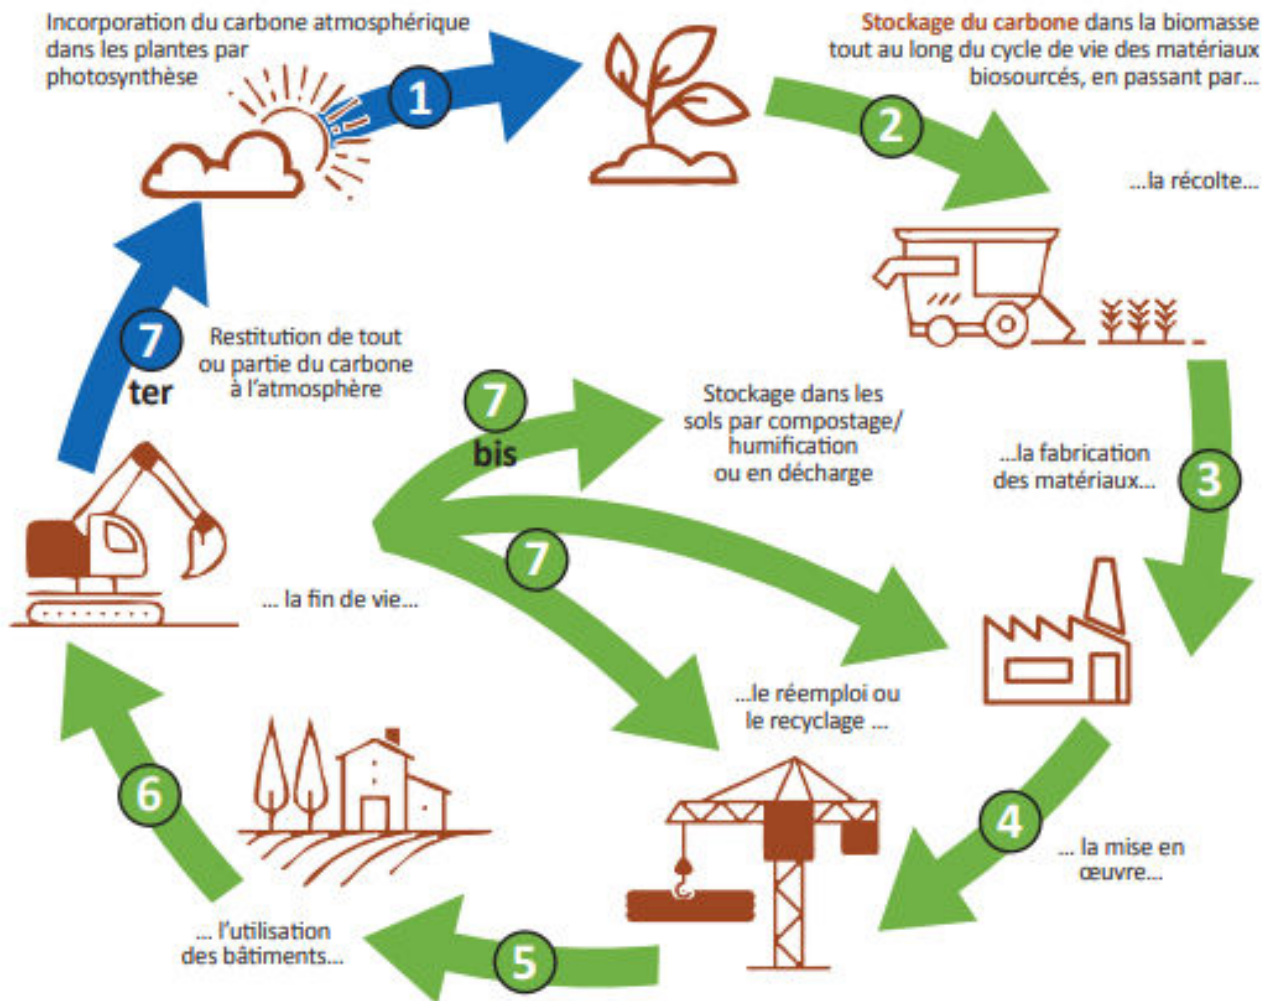 Incorporation du carbone atmosphérique
dans les plantes par
photosynthèse
1
Stockage du carbone dans la biomasse
tout au long du cycle de vie des matériaux
biosourcés, en passant par...
2
...la récolte...
...la fabrication
des matériaux...
3
4
... la mise en
œuvre...
5
... l'utilisation
des bâtiments...
6
... la fin de vie...
7
...le réemploi ou
le recyclage ...
7
bis
Stockage dans les
sols par compostage/
humification
ou en décharge
7
ter
Restitution de tout
ou partie du carbone
à l'atmosphère